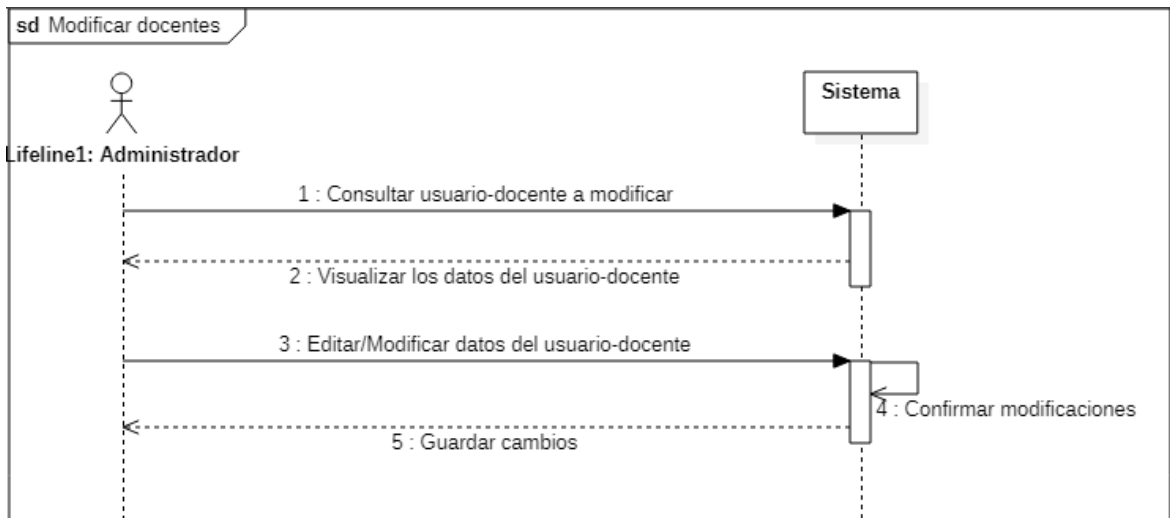 sd Modificar docentes
Sistema
Lifeline1: Administrador
1 : Consultar usuario-docente a modificar
2 : Visualizar los datos del usuario-docente
3 : Editar/Modificar datos del usuario-docente
4 : Confirmar modificaciones
5 : Guardar cambios